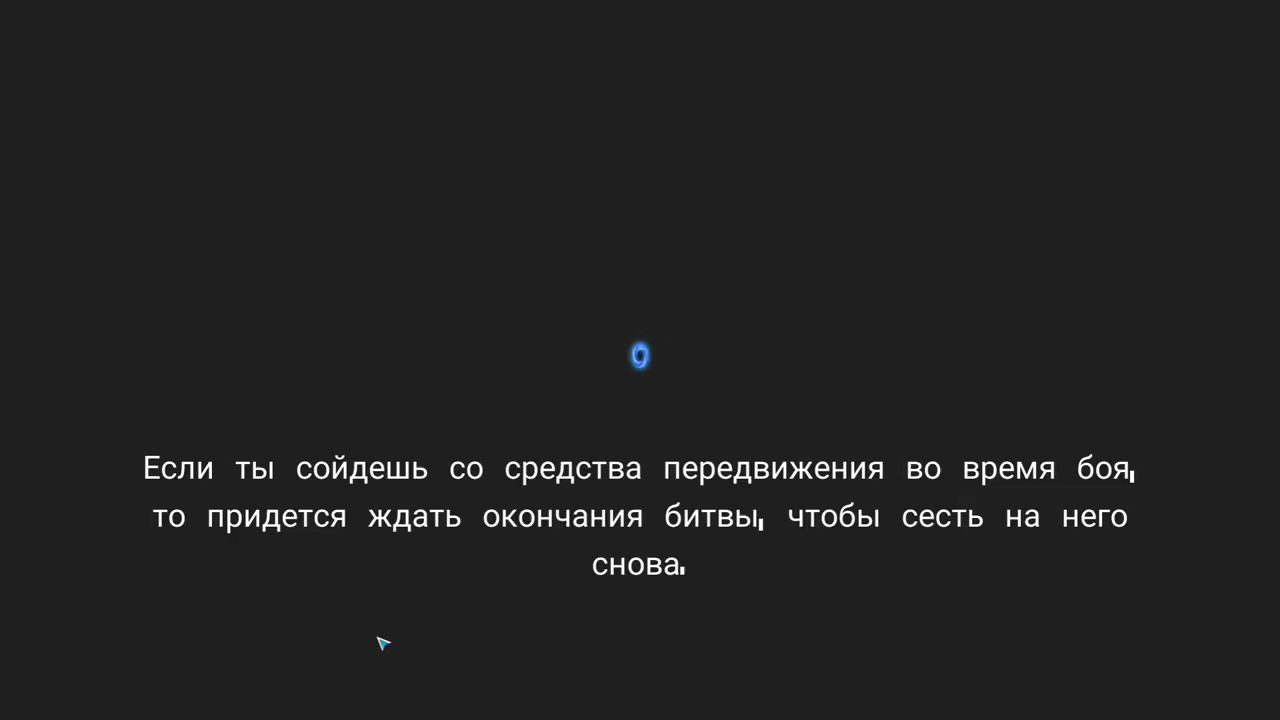 Если ты сойдешь со средства передвижения во время боя,
то придется ждать окончания битвы, чтобы сесть на него
снова.